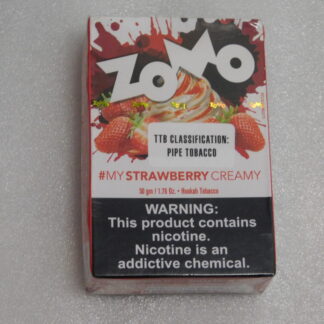 ZOMO
TTB CLASSIFICATION:
PIPE TOBACCO
#MY STRAWBERRY CREAMY
50 gm / 1.76 Oz. • Hookah Tobacco
WARNING:
This product contains
nicotine.
Nicotine is an
addictive chemical.